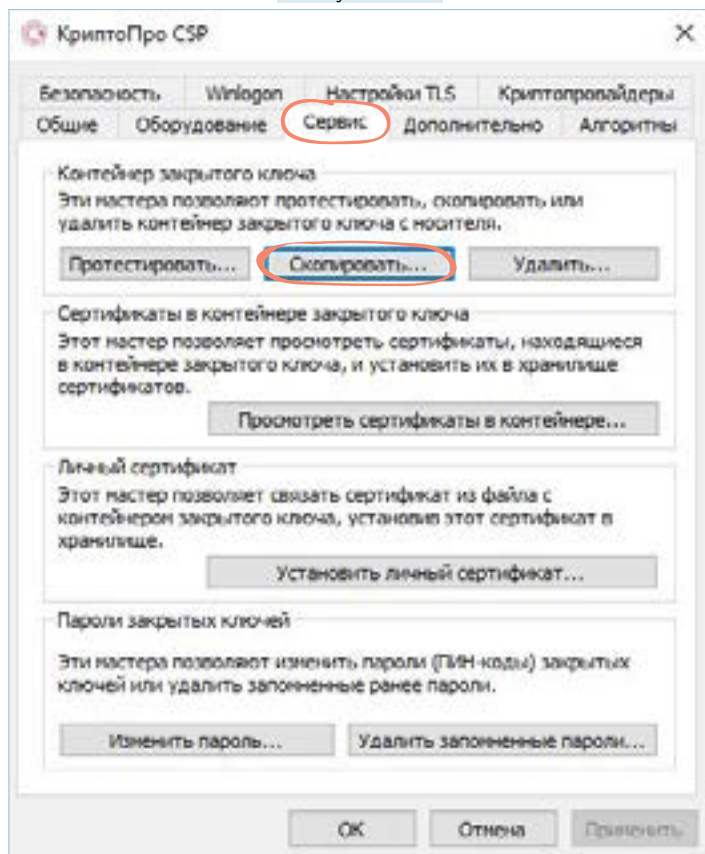 КриптоПро CSP
Безопасность Winlogon Настройки TLS Криптопровайдеры
Общие Оборудование Сервис Дополнительно Алгоритмы
Контейнер закрытого ключа
Эти мастера позволяют протестировать, скопировать или
удалить контейнер закрытого ключа с носителя.
Протестировать... Скопировать... Удалить...
Сертификаты в контейнере закрытого ключа
Этот мастер позволяет просмотреть сертификаты, находящиеся
в контейнере закрытого ключа, и установить их в хранилище
сертификатов.
Просмотреть сертификаты в контейнере...
Личный сертификат
Этот мастер позволяет связать сертификат из файла с
контейнером закрытого ключа, установив этот сертификат в
хранилище.
Установить личный сертификат...
Пароли закрытых ключей
Эти мастера позволяют изменить пароли (ПИН-коды) закрытых
ключей или удалить запомненные ранее пароли.
Изменить пароль... Удалить запомненные пароли...
ОК Отмена Применить